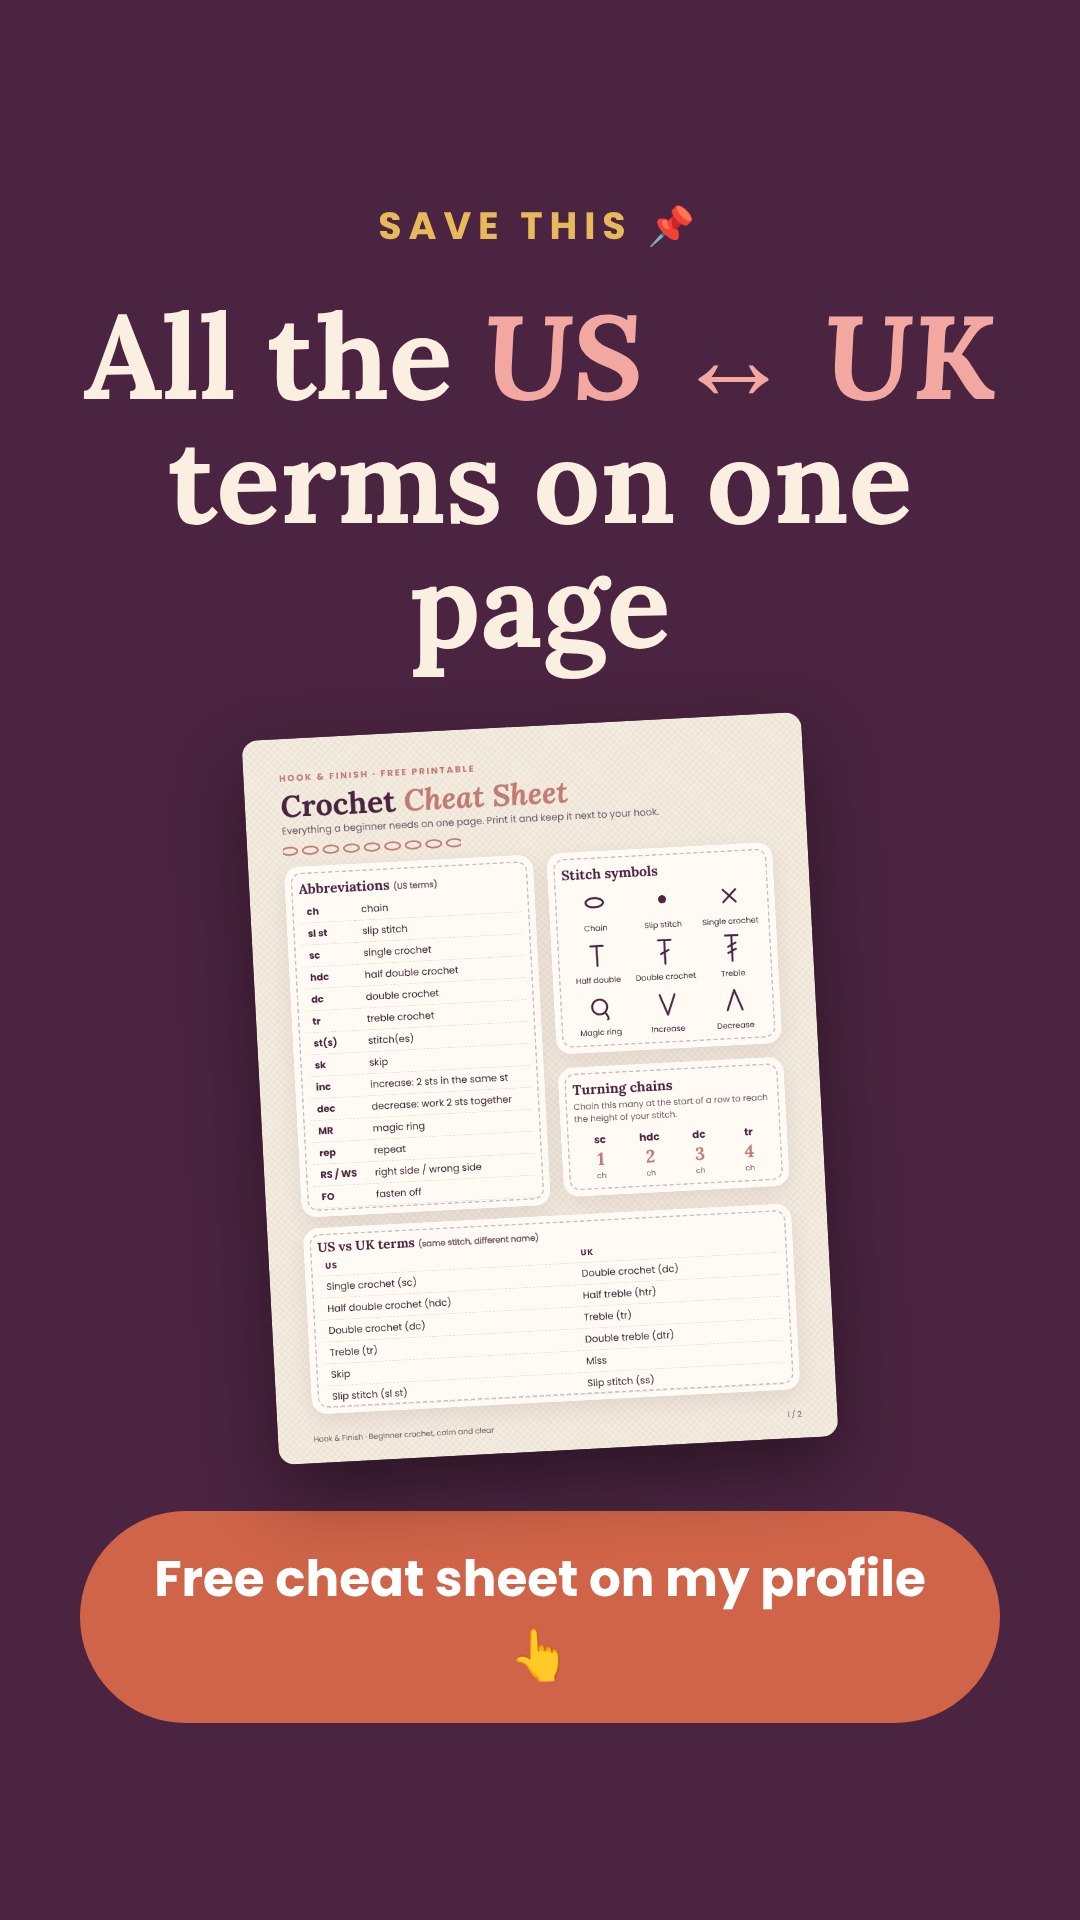 SAVE THIS 📌
All the US ↔ UK
terms on one
page
HOOK & FINISH · FREE PRINTABLE
Crochet Cheat Sheet
Everything a beginner needs on one page. Print it and keep it next to your hook.
Abbreviations (US terms)
ch chain
sl st slip stitch
sc single crochet
hdc half double crochet
dc double crochet
tr treble crochet
st(s) stitch(es)
sk skip
inc increase: 2 sts in the same st
dec decrease: work 2 sts together
MR magic ring
rep repeat
RS / WS right side / wrong side
FO fasten off
Stitch symbols
Chain Slip stitch Single crochet
Half double Double crochet Treble
Magic ring Increase Decrease
Turning chains
Chain this many at the start of a row to reach
the height of your stitch.
sc hdc dc tr
1 2 3 4
ch ch ch ch
US vs UK terms (same stitch, different name)
US UK
Single crochet (sc) Double crochet (dc)
Half double crochet (hdc) Half treble (htr)
Double crochet (dc) Treble (tr)
Treble (tr) Double treble (dtr)
Skip Miss
Slip stitch (sl st) Slip stitch (ss)
Hook & Finish · Beginner crochet, calm and clear
1 / 2
Free cheat sheet on my profile
👆